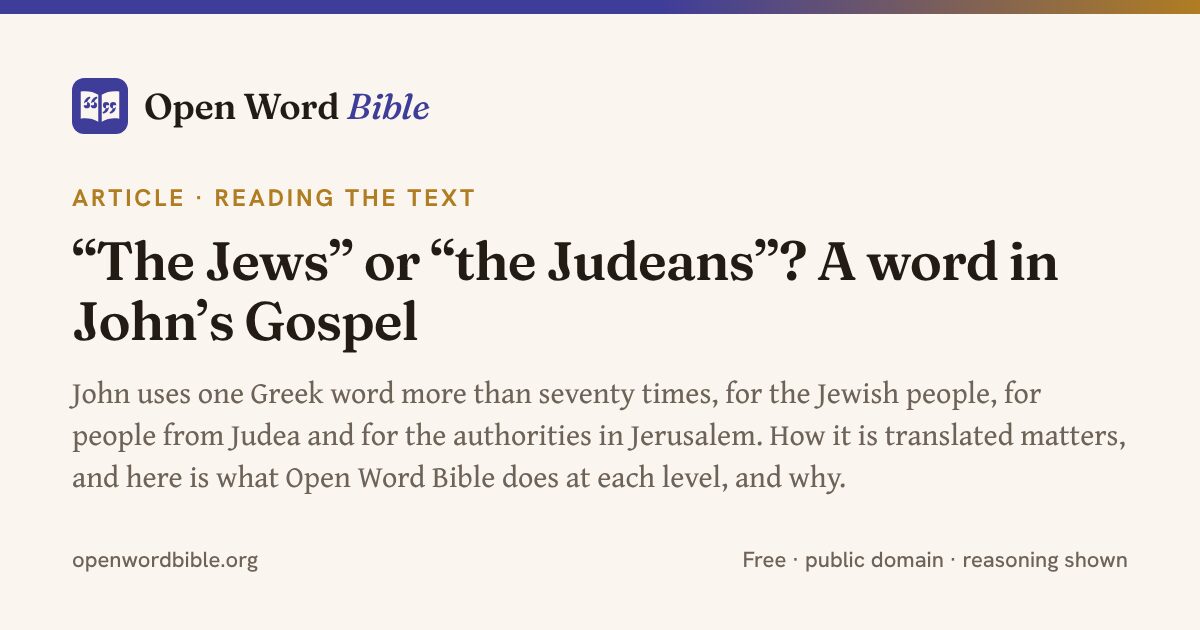 Open Word Bible
ARTICLE · READING THE TEXT
“The Jews” or “the Judeans”? A word in
John’s Gospel
John uses one Greek word more than seventy times, for the Jewish people, for
people from Judea and for the authorities in Jerusalem. How it is translated matters,
and here is what Open Word Bible does at each level, and why.
openwordbible.org
Free · public domain · reasoning shown